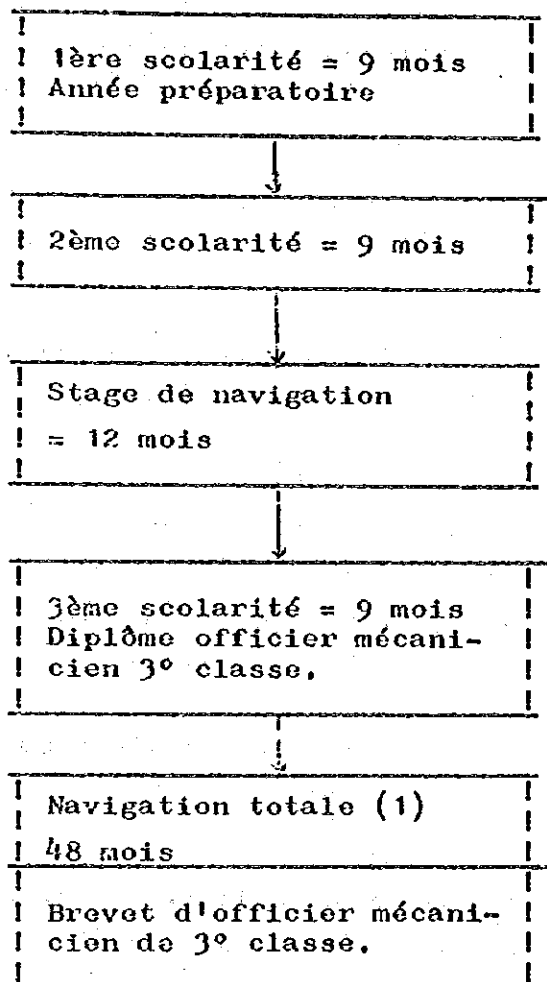 1ère scolarité = 9 mois
Année préparatoire
2ème scolarité = 9 mois
Stage de navigation
= 12 mois
3ème scolarité = 9 mois
Diplôme officier mécani-
cien 3° classe.
Navigation totale (1)
48 mois
Brevet d'officier mécani-
cien de 3° classe.